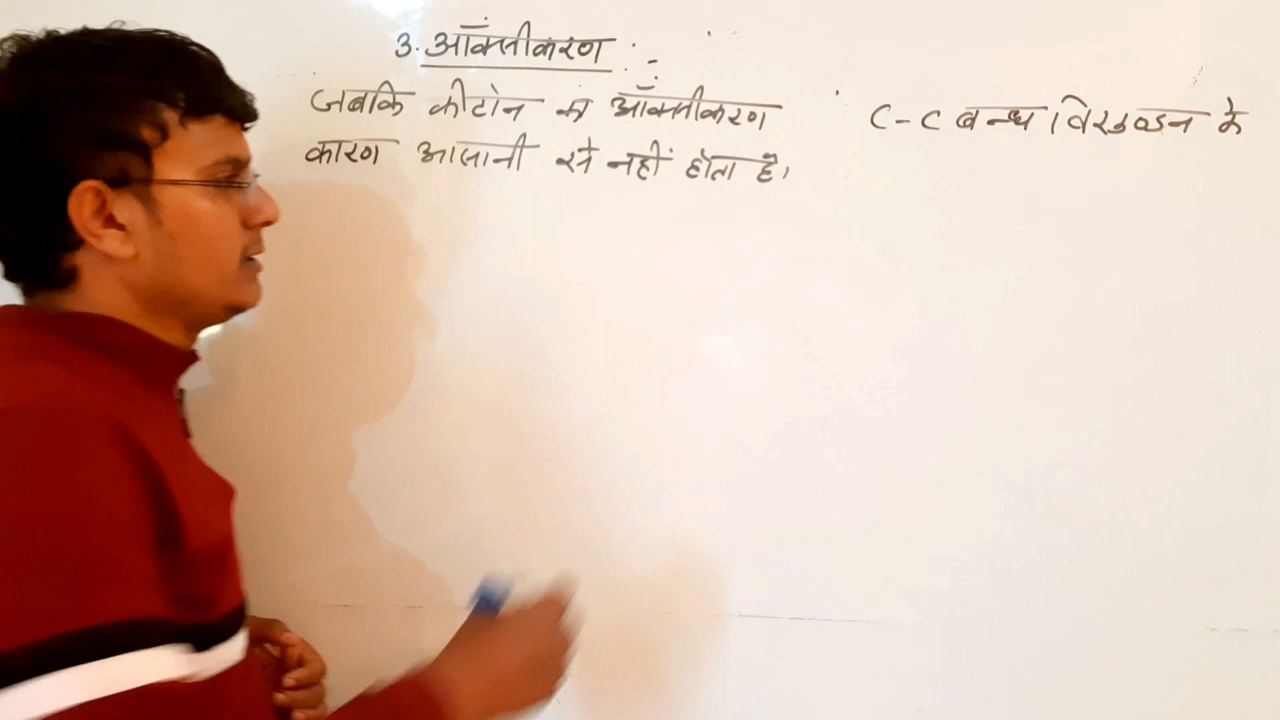 3. ऑक्सीकरण :-
जबकि कीटोन का ऑक्सीकरण C-C बन्ध विखण्डन के
कारण आसानी से नहीं होता है।